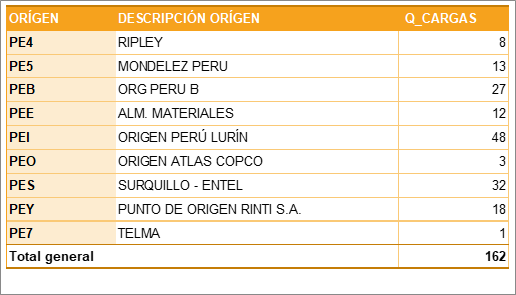 ORÍGEN DESCRIPCIÓN ORÍGEN Q_CARGAS
PE4 RIPLEY 8
PE5 MONDELEZ PERU 13
PEB ORG PERU B 27
PEE ALM. MATERIALES 12
PEI ORIGEN PERÚ LURÍN 48
PEO ORIGEN ATLAS COPCO 3
PES SURQUILLO - ENTEL 32
PEY PUNTO DE ORIGEN RINTI S.A. 18
PE7 TELMA 1
Total general 162